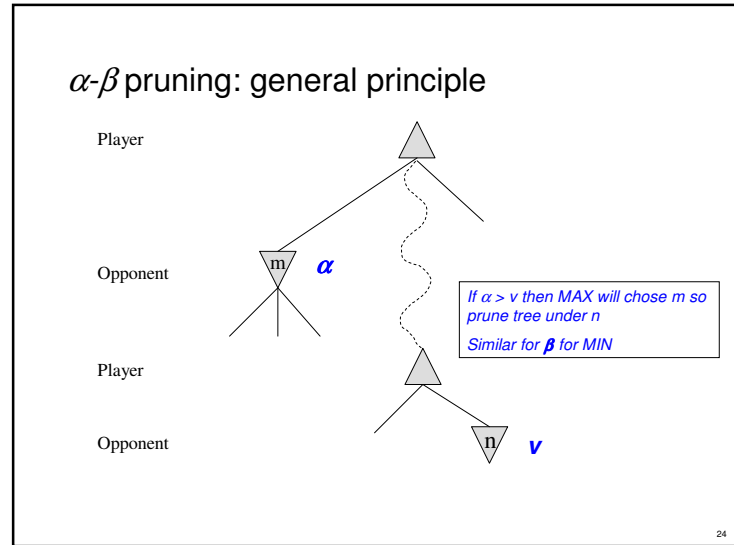 α-β pruning: general principle
Player
m
α
Opponent
If α > v then MAX will chose m so
prune tree under n
Similar for β for MIN
Player
Opponent
n
v
24